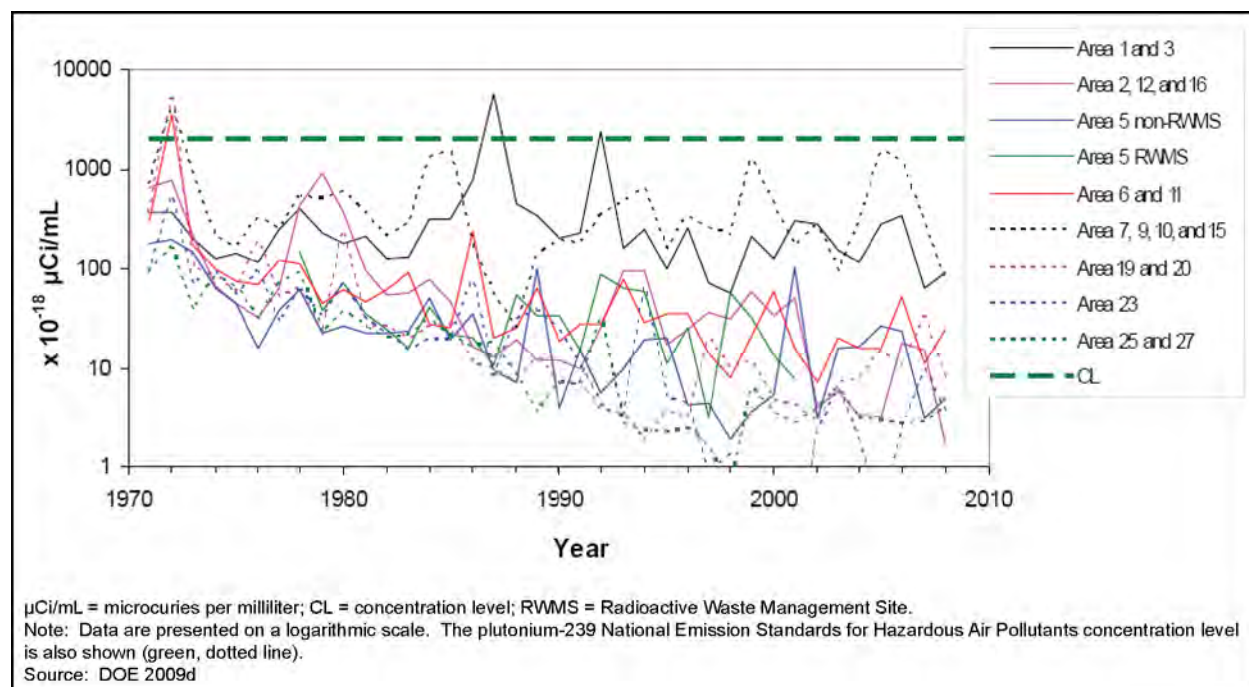 10000
1000
100
10
1
x 10⁻¹⁸ µCi/mL
1970
1980
1990
2000
2010
Year
Area 1 and 3
Area 2, 12, and 16
Area 5 non-RWMS
Area 5 RWMS
Area 6 and 11
Area 7, 9, 10, and 15
Area 19 and 20
Area 23
Area 25 and 27
CL
µCi/mL = microcuries per milliliter; CL = concentration level; RWMS = Radioactive Waste Management Site.
Note: Data are presented on a logarithmic scale. The plutonium-239 National Emission Standards for Hazardous Air Pollutants concentration level
is also shown (green, dotted line).
Source: DOE 2009d